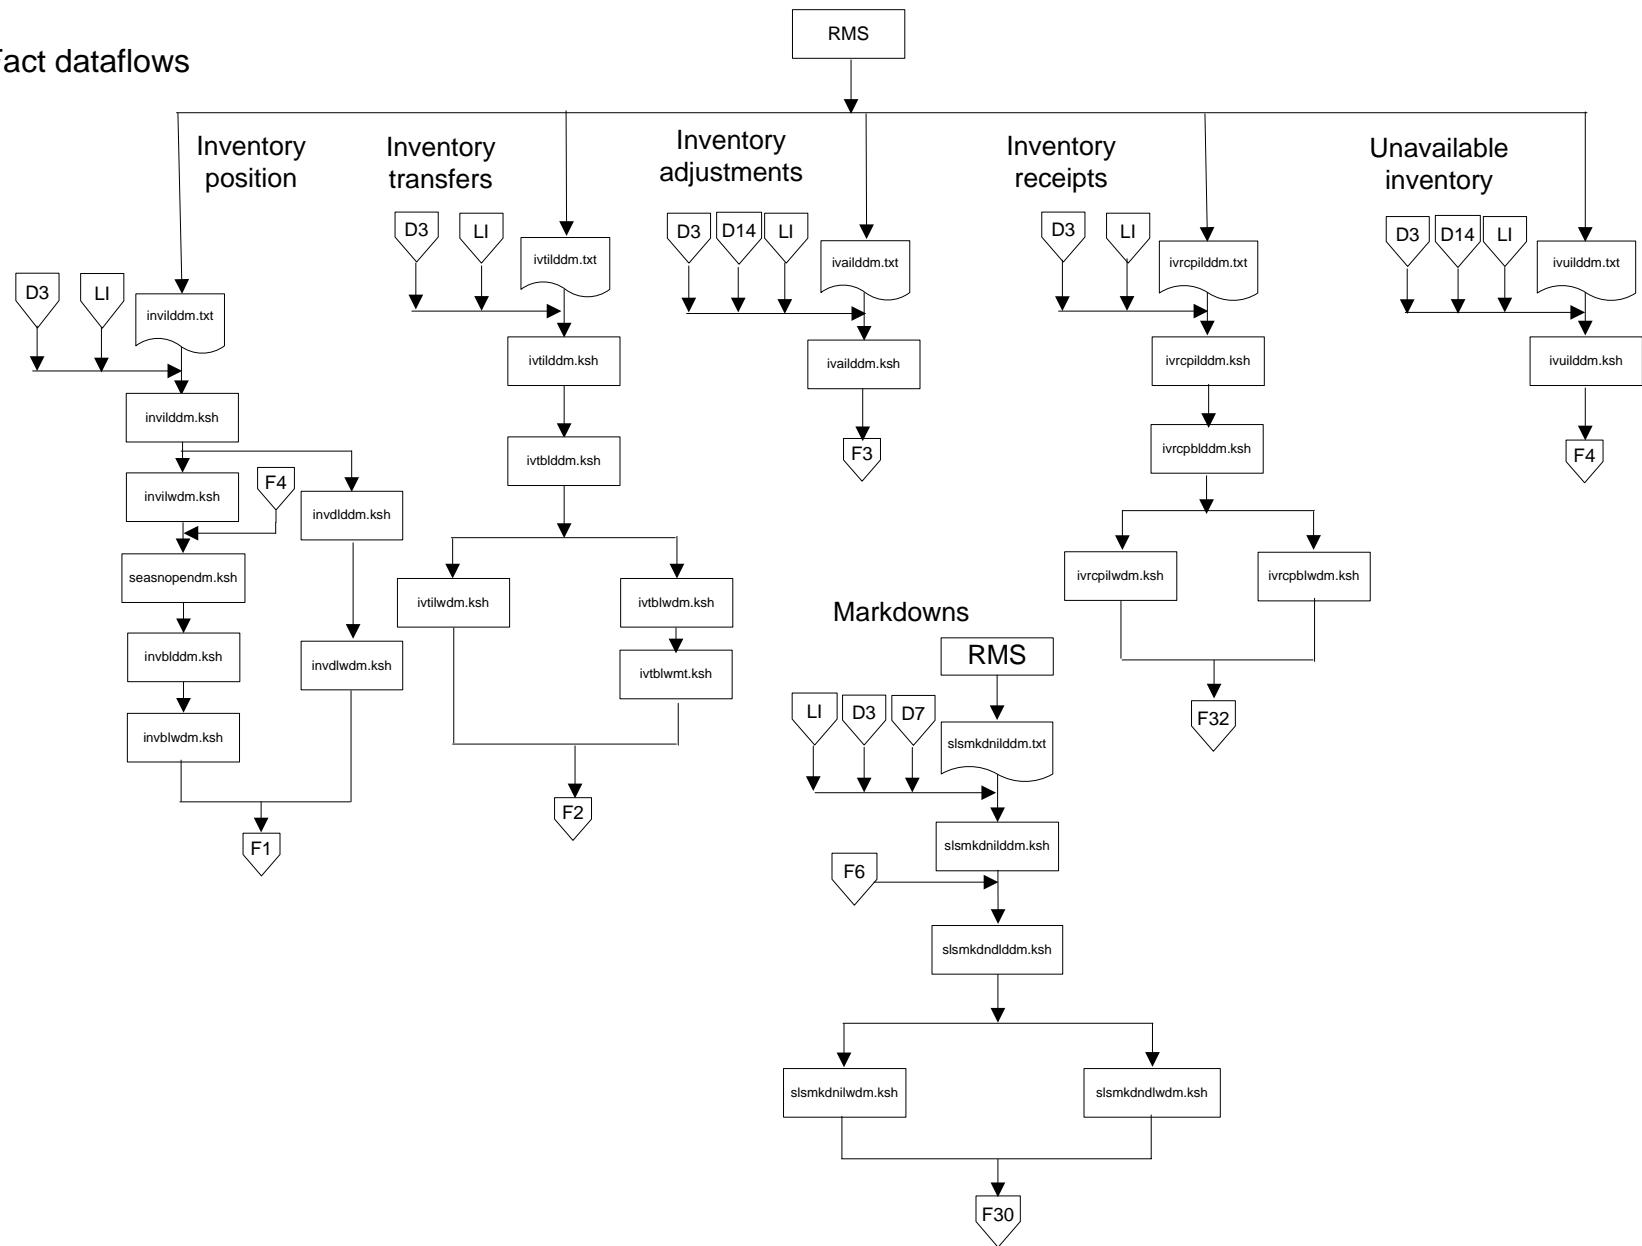 RMS
Fact dataflows
Inventory
position
Inventory
transfers
Inventory
adjustments
Inventory
receipts
Unavailable
inventory
D3
LI
invilddm.txt
invilddm.ksh
invilwdm.ksh
F4
invdlddm.ksh
seasnopendm.ksh
invblddm.ksh
invdlwdm.ksh
invblwdm.ksh
F1
D3
LI
ivtilddm.txt
ivtilddm.ksh
ivtblddm.ksh
ivtilwdm.ksh
ivtblwdm.ksh
ivtblwmt.ksh
F2
D3
D14
LI
ivailddm.txt
ivailddm.ksh
F3
D3
LI
ivrcpilddm.txt
ivrcpilddm.ksh
ivrcpblddm.ksh
ivrcpilwdm.ksh
ivrcpblwdm.ksh
F32
D3
D14
LI
ivuilddm.txt
ivuilddm.ksh
F4
Markdowns
RMS
LI
D3
D7
slsmkdnilddm.txt
slsmkdnilddm.ksh
F6
slsmkdndlddm.ksh
slsmkdnilwdm.ksh
slsmkdndlwdm.ksh
F30